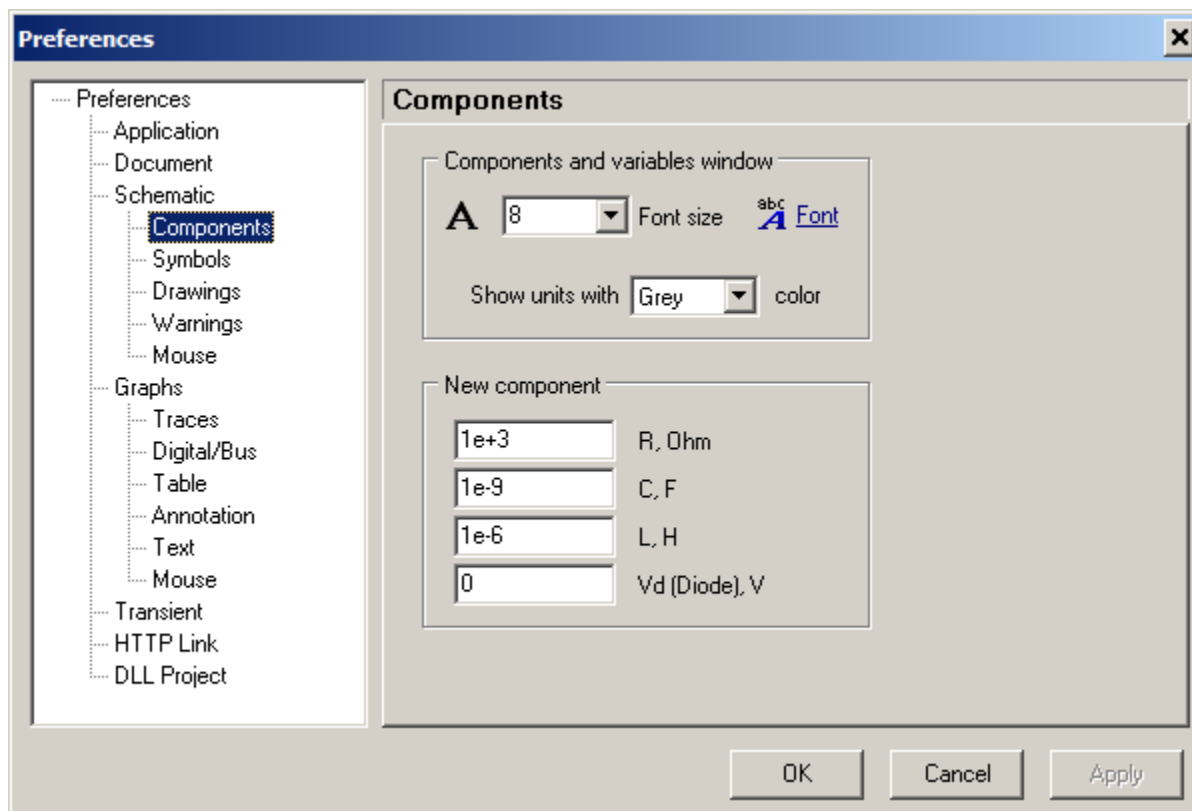 Preferences
Preferences
Application
Document
Schematic
Components
Symbols
Drawings
Warnings
Mouse
Graphs
Traces
Digital/Bus
Table
Annotation
Text
Mouse
Transient
HTTP Link
DLL Project
Components
Components and variables window
A 8 Font size abc A Font
Show units with Grey color
New component
1e+3 R, Ohm
1e-9 C, F
1e-6 L, H
0 Vd (Diode), V
OK Cancel Apply